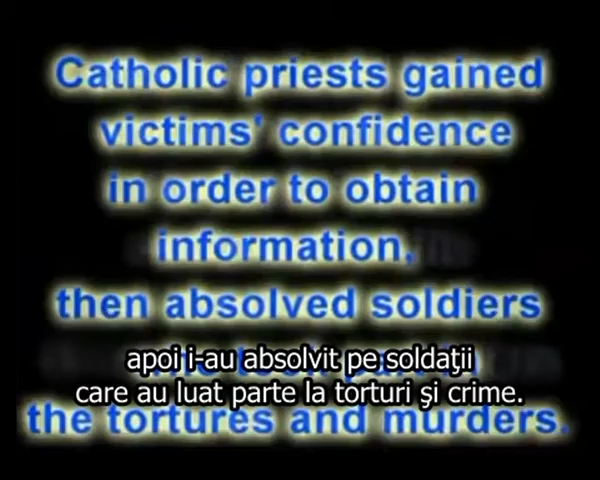 Catholic priests gained
victims' confidence
in order to obtain
information,
then absolved soldiers
apoi i-au absolvit pe soldaţii
care au luat parte la torturi şi crime.
the tortures and murders.